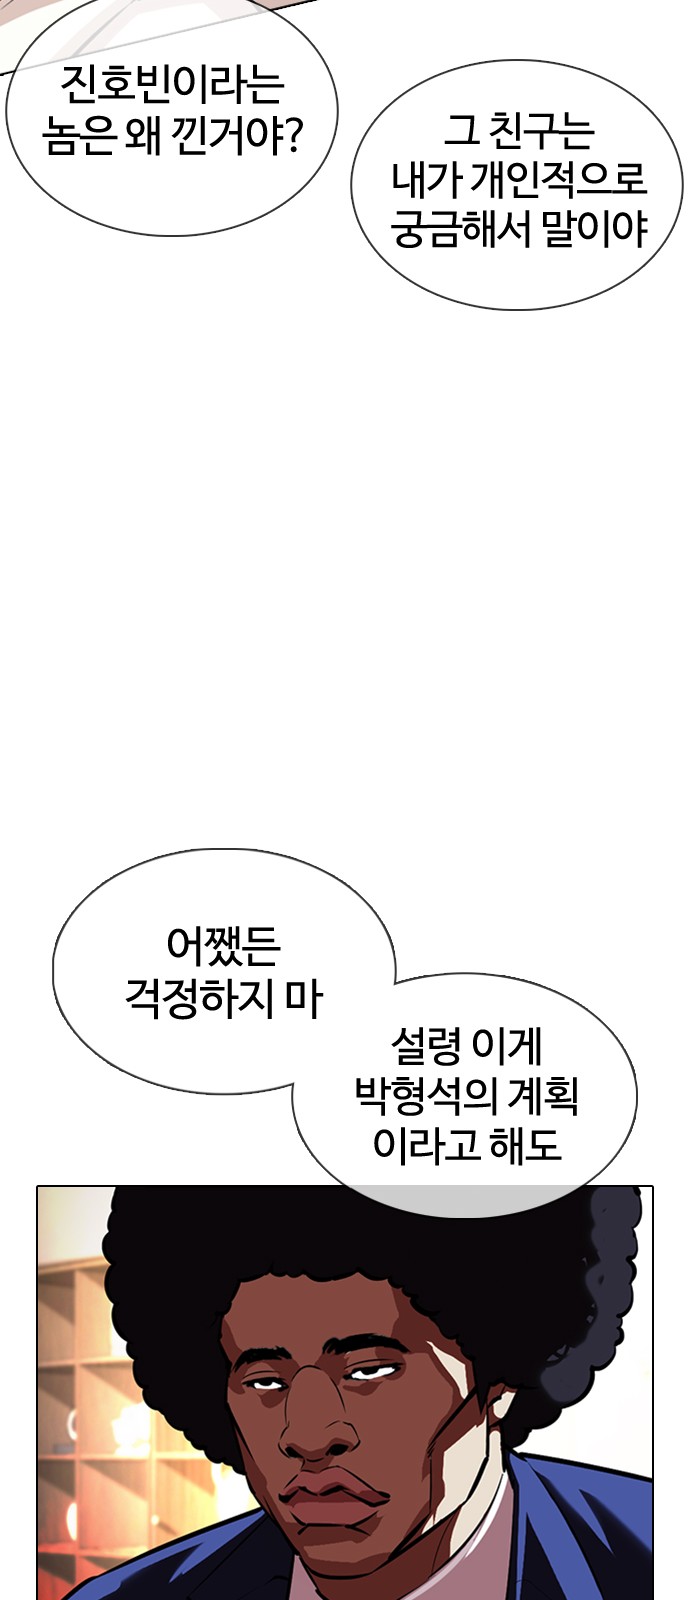 진호빈이라는
놈은 왜 낀거야?
그 친구는
내가 개인적으로
궁금해서 말이야
어쨌든
걱정하지 마
설령 이게
박형석의 계획
이라고 해도